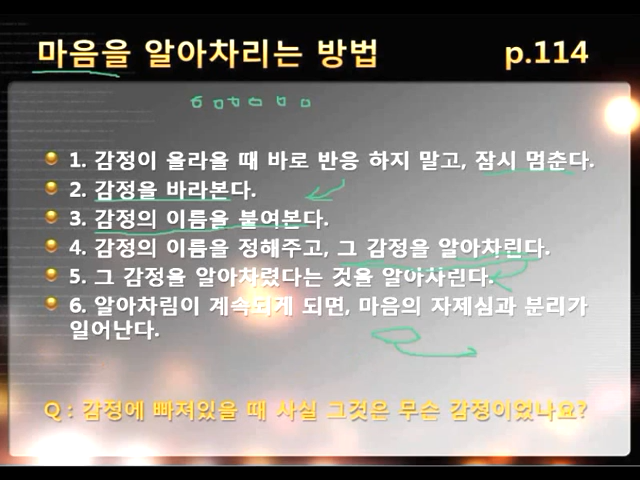 마음을 알아차리는 방법 p.114
1. 감정이 올라올 때 바로 반응 하지 말고, 잠시 멈춘다.
2. 감정을 바라본다.
3. 감정의 이름을 붙여본다.
4. 감정의 이름을 정해주고, 그 감정을 알아차린다.
5. 그 감정을 알아차렸다는 것을 알아차린다.
6. 알아차림이 계속되게 되면, 마음의 자제심과 분리가
일어난다.
Q : 감정에 빠져있을 때 사실 그것은 무슨 감정이었나요?